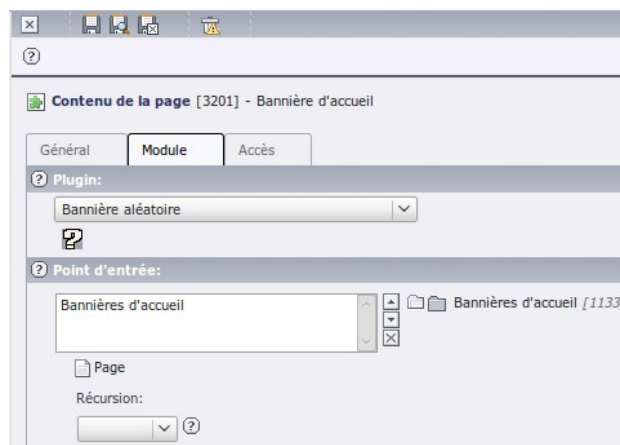 Contenu de la page [3201] - Bannière d'accueil
Général Module Accès
Plugin:
Bannière aléatoire
Point d'entrée:
Bannières d'accueil
Bannières d'accueil [1133
Page
Récursion: